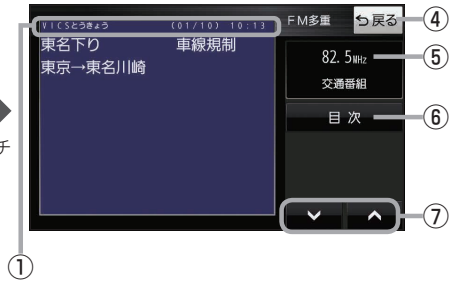 VICSとうきょう (01/10) 10:13
東名下り 車線規制
東京→東名川崎
FM多重
戻る
82.5MHz
交通番組
目次
チ
①
④
⑤
⑥
⑦